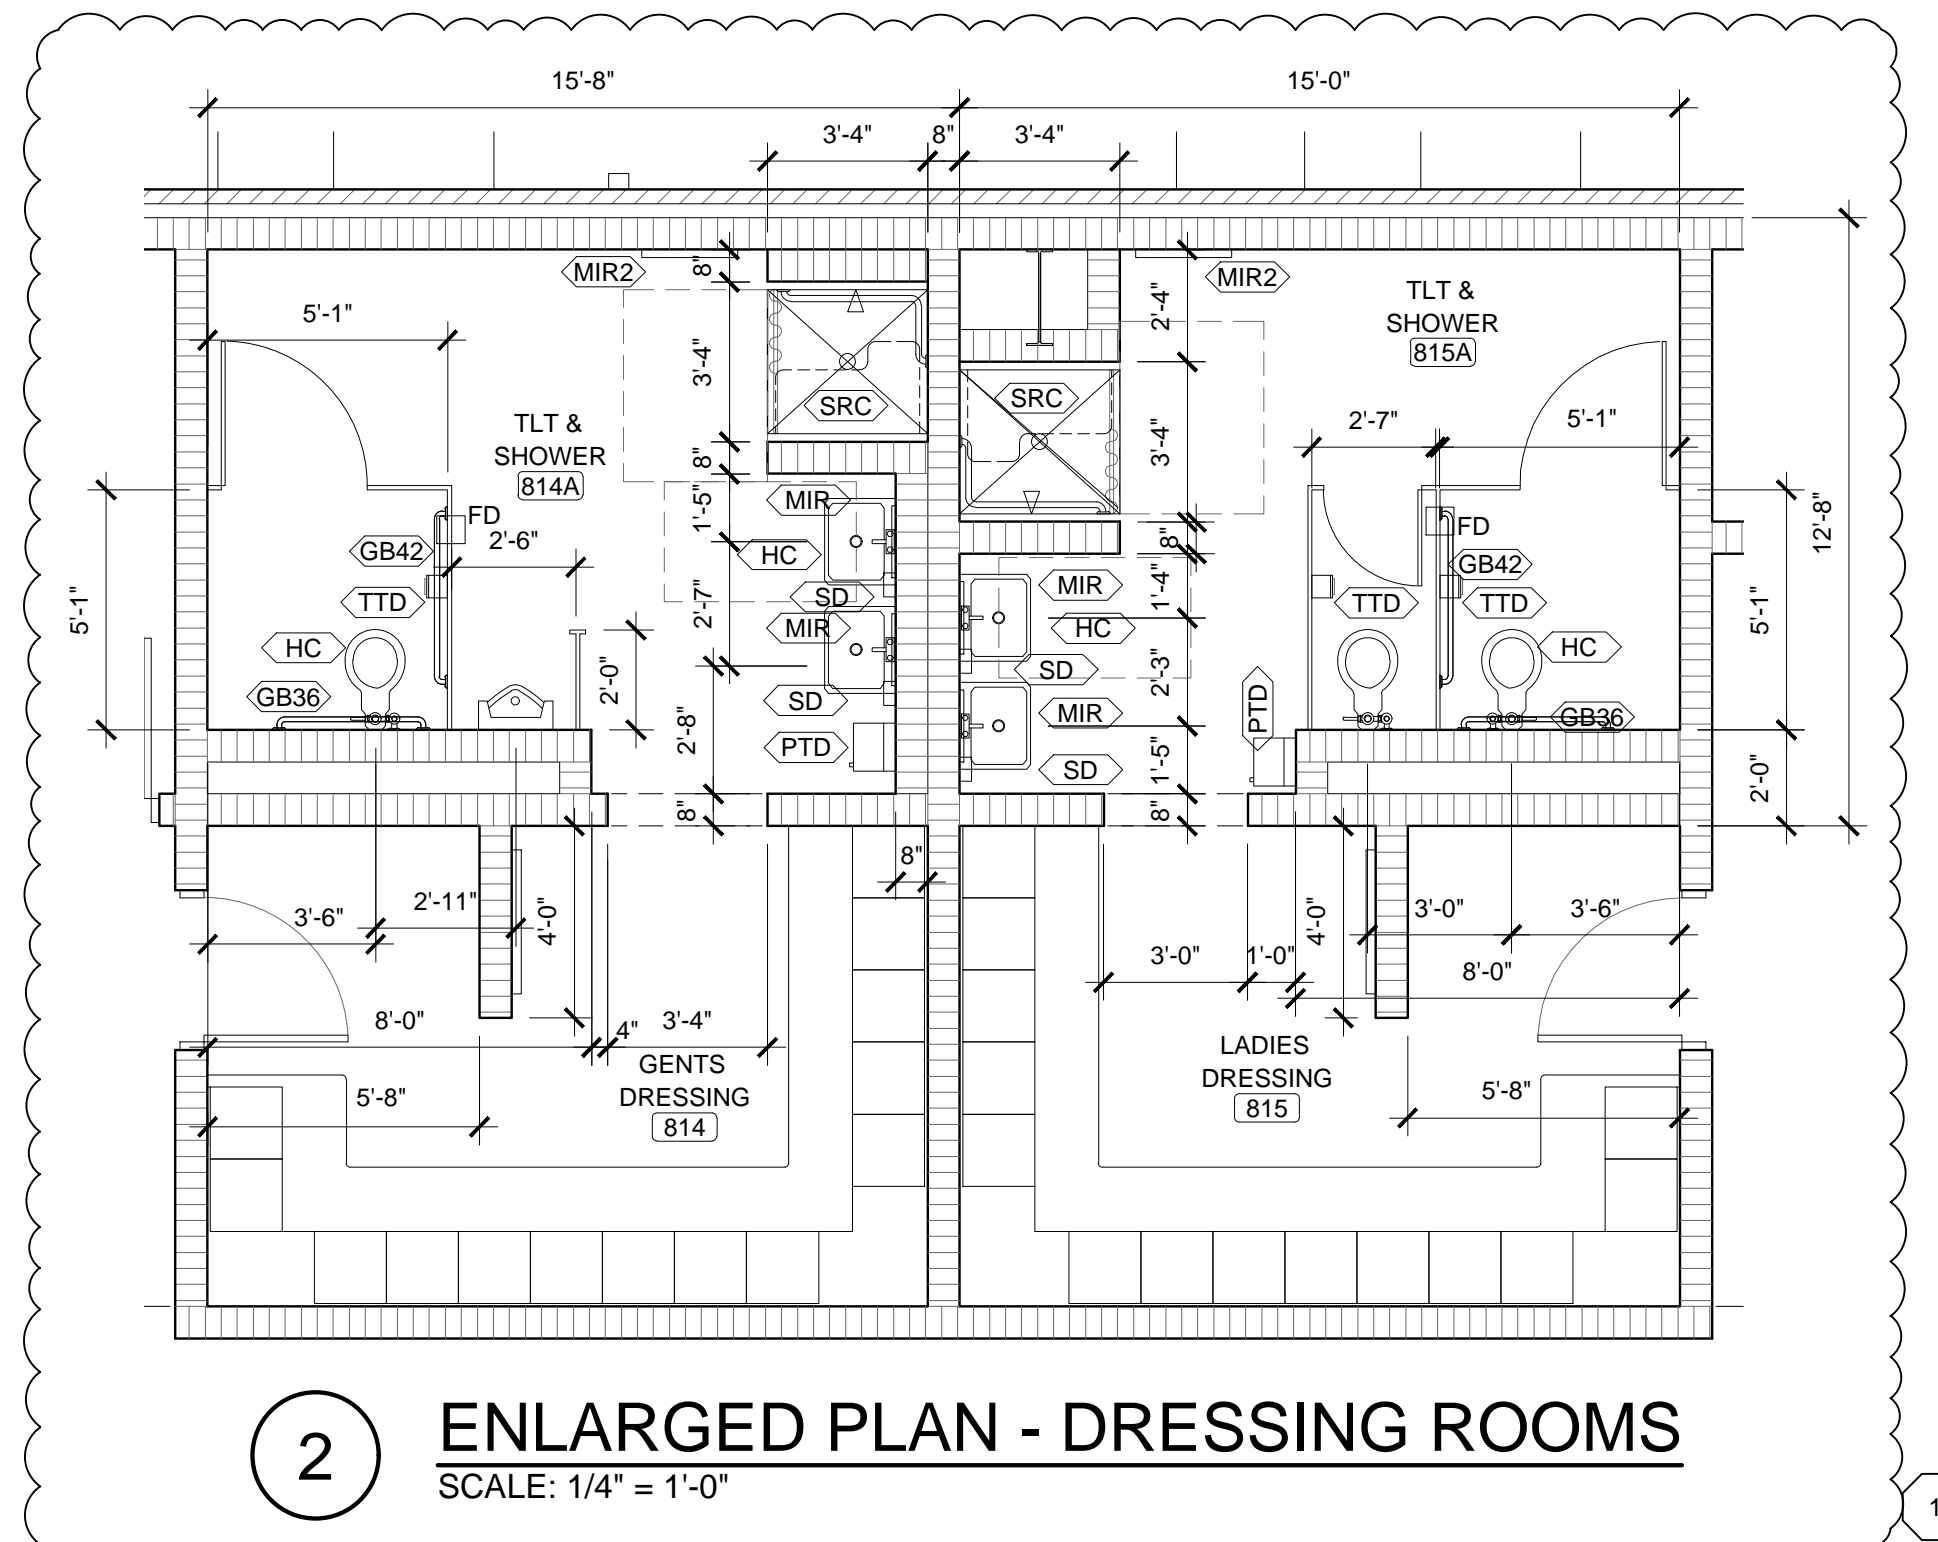 15'-8"
15'-0"
3'-4"
8"
3'-4"
MIR2
8"
MIR2
2'-4"
TLT &
SHOWER
815A
5'-1"
3'-4"
SRC
SRC
TLT &
SHOWER
814A
8"
3'-4"
2'-7"
5'-1"
1'-5"
MIR
12'-8"
FD
2'-6"
GB42
HC
8"
FD
GB42
5'-1"
TTD
2'-7"
SD
MIR
1'-4"
MIR
HC
TTD
TTD
5'-1"
HC
GB36
2'-0"
SD
2'-3"
SD
MIR
PTD
HC
GB36
2'-8"
PTD
1'-5"
SD
2'-0"
8"
8"
8"
3'-6"
2'-11"
4'-0"
4'-0"
3'-0"
3'-6"
3'-0"
1'-0"
8'-0"
8'-0"
4"
3'-4"
GENTS
DRESSING
814
LADIES
DRESSING
815
5'-8"
5'-8"
2
ENLARGED PLAN - DRESSING ROOMS
SCALE: 1/4" = 1'-0"
1